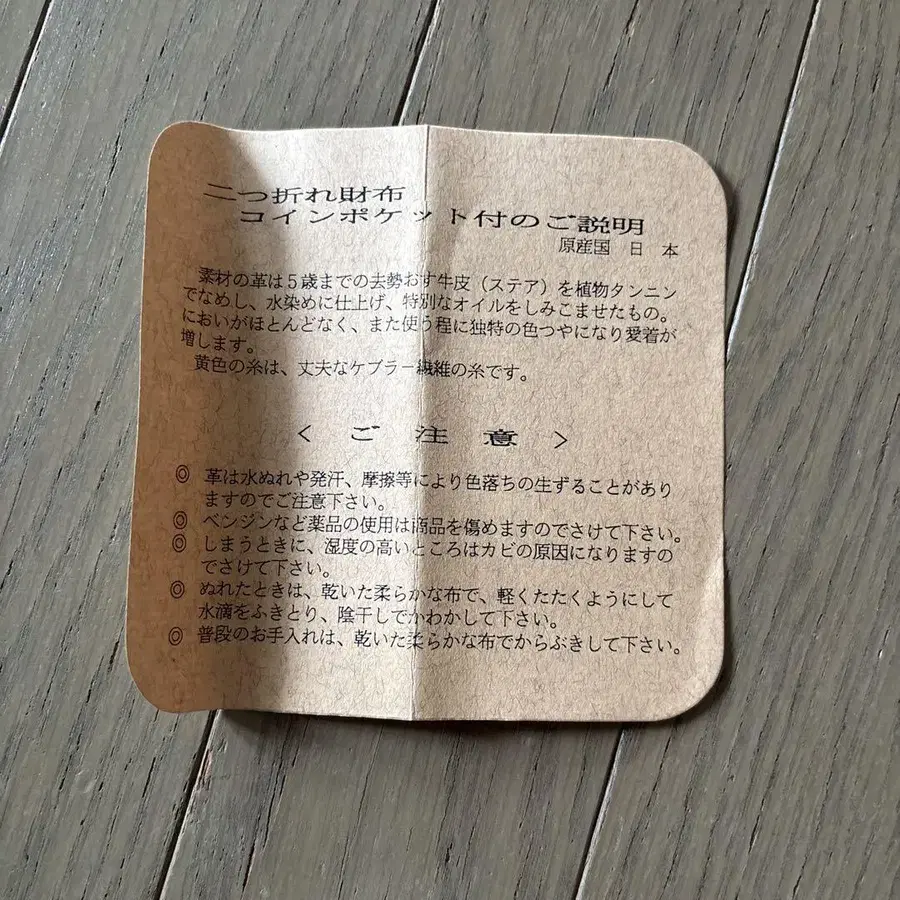 二つ折れ財布
コインポケット付のご説明
原産国 日 本
素材の革は5歳までの去勢おす牛皮（ステア）を植物タンニン
でなめし、水染めに仕上げ、特別なオイルをしみこませたもの。
においがほとんどなく、また使う程に独特の色つやになり愛着が
増します。
黄色の糸は、丈夫なケブラー繊維の糸です。
＜ ご 注 意 ＞
◎ 革は水ぬれや発汗、摩擦等により色落ちの生ずることがあり
ますのでご注意下さい。
◎ ベンジンなど薬品の使用は商品を傷めますのでさけて下さい。
◎ しまうときに、湿度の高いところはカビの原因になりますの
でさけて下さい。
◎ ぬれたときは、乾いた柔らかな布で、軽くたたくようにして
水滴をふきとり、陰干しでかわかして下さい。
◎ 普段のお手入れは、乾いた柔らかな布でからぶきして下さい。